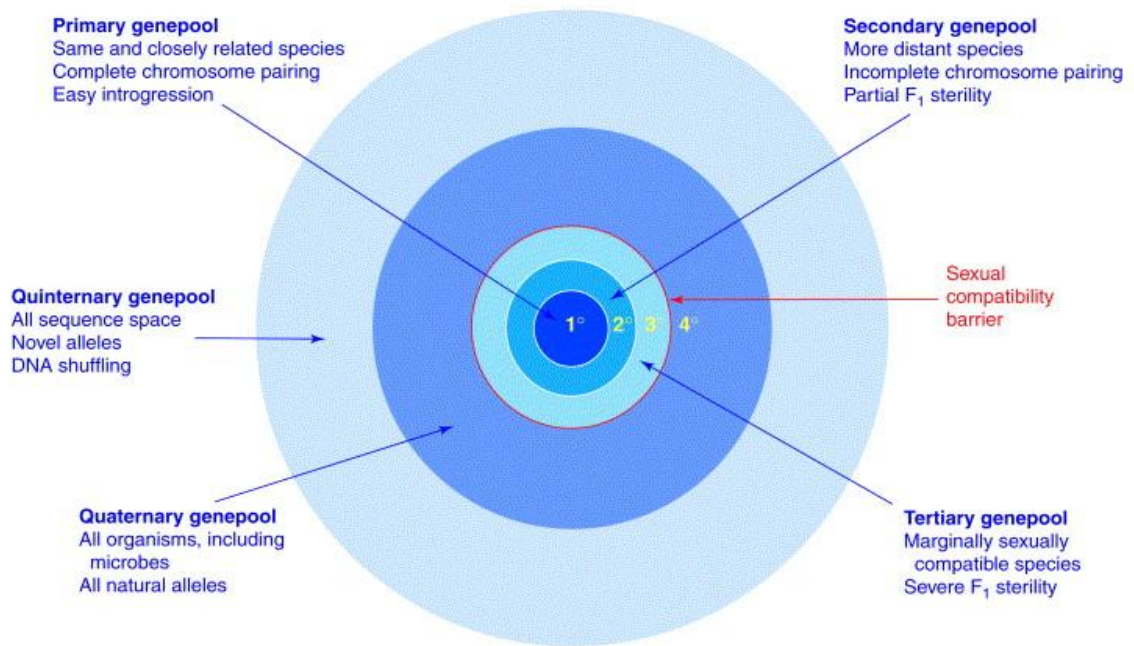 Primary genepool
Same and closely related species
Complete chromosome pairing
Easy introgression
Secondary genepool
More distant species
Incomplete chromosome pairing
Partial F₁ sterility
Quinternary genepool
All sequence space
Novel alleles
DNA shuffling
1° 2° 3° 4°
Sexual
compatibility
barrier
Quaternary genepool
All organisms, including
microbes
All natural alleles
Tertiary genepool
Marginally sexually
compatible species
Severe F₁ sterility